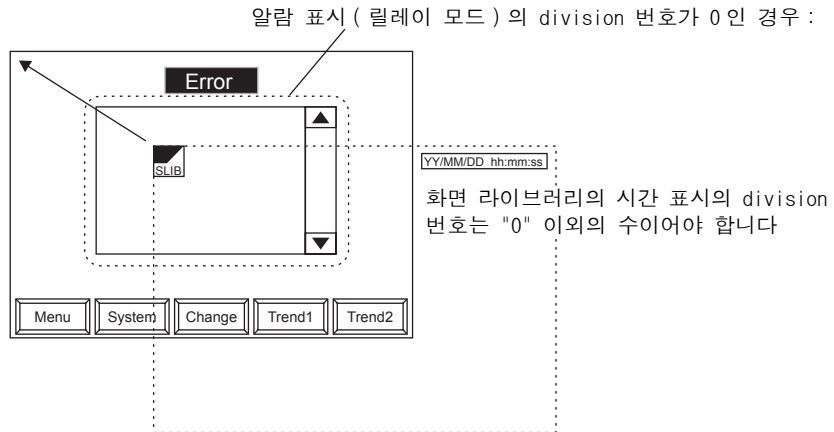 알람 표시 ( 릴레이 모드 ) 의 division 번호가 0 인 경우 :
Error
SLIB
YY/MM/DD hh:mm:ss
화면 라이브러리의 시간 표시의 division
번호는 "0" 이외의 수이어야 합니다
Menu System Change Trend1 Trend2